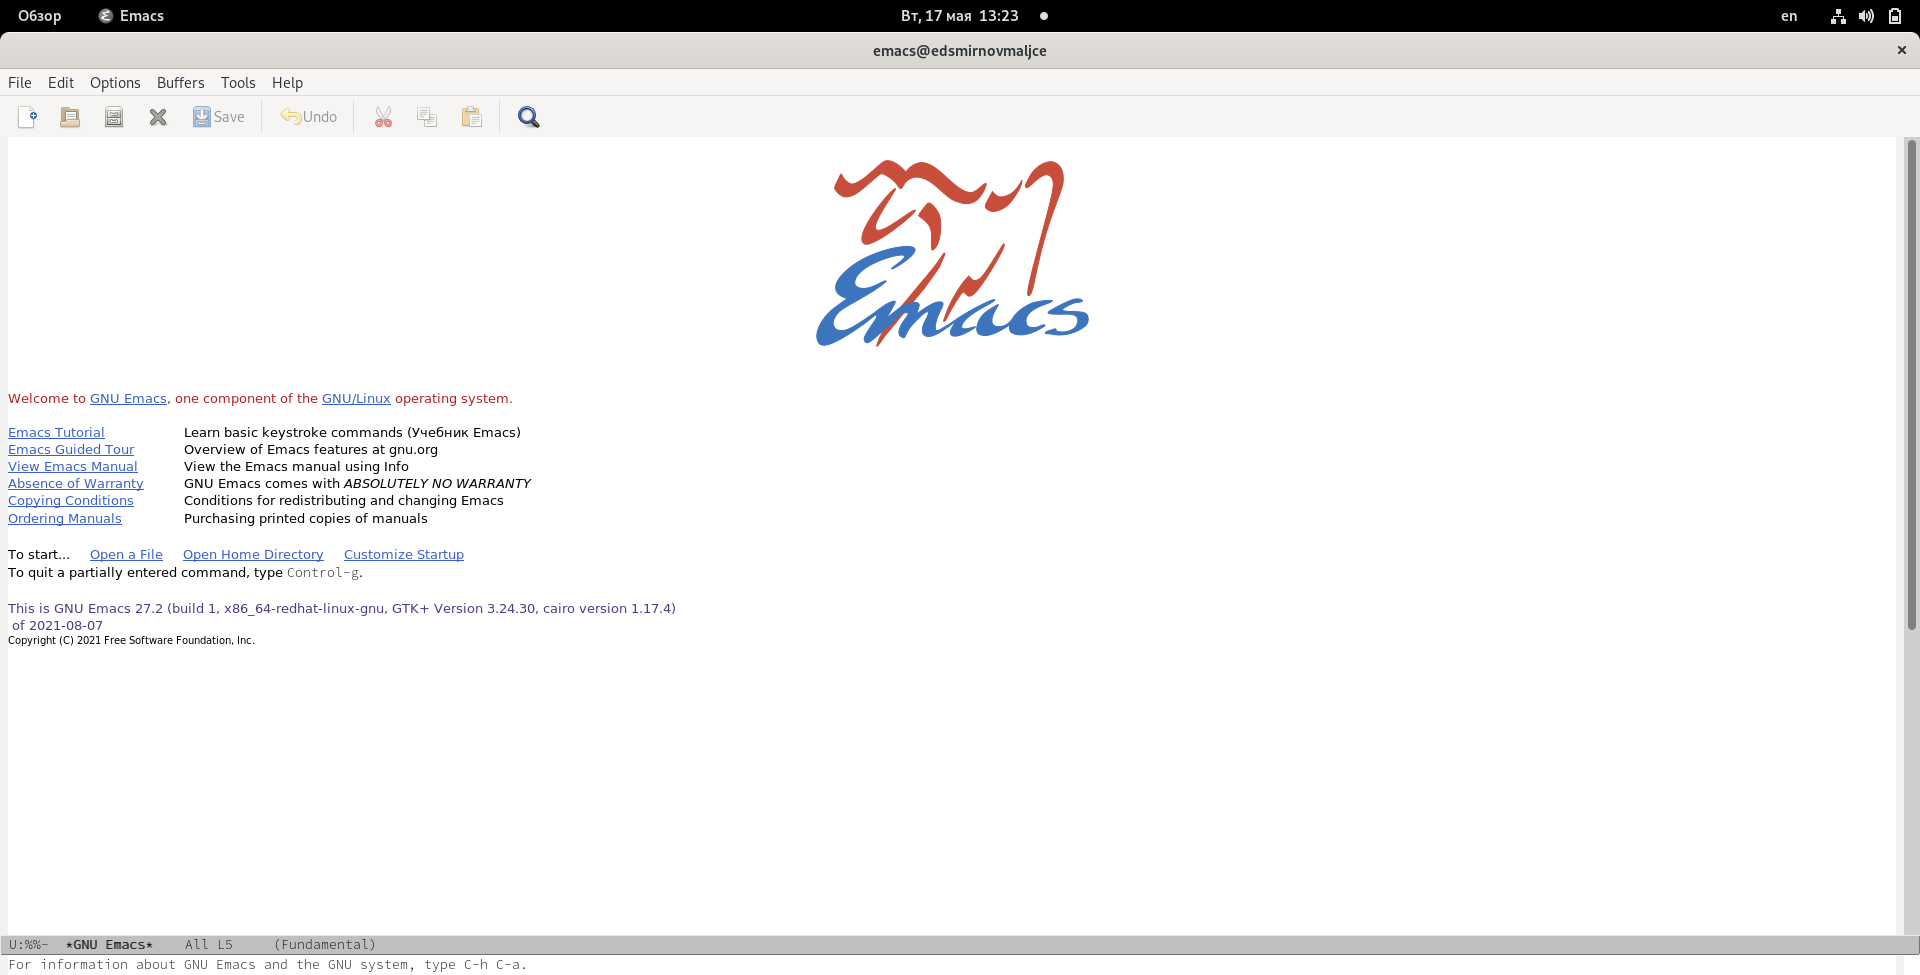 Обзор Emacs Вт, 17 мая 13:23 en
emacs@edsmirnovmaljce
File Edit Options Buffers Tools Help
Save Undo
Emacs
Welcome to GNU Emacs, one component of the GNU/Linux operating system.
Emacs Tutorial Learn basic keystroke commands (Учебник Emacs)
Emacs Guided Tour Overview of Emacs features at gnu.org
View Emacs Manual View the Emacs manual using Info
Absence of Warranty GNU Emacs comes with ABSOLUTELY NO WARRANTY
Copying Conditions Conditions for redistributing and changing Emacs
Ordering Manuals Purchasing printed copies of manuals
To start... Open a File Open Home Directory Customize Startup
To quit a partially entered command, type Control-g.
This is GNU Emacs 27.2 (build 1, x86_64-redhat-linux-gnu, GTK+ Version 3.24.30, cairo version 1.17.4)
of 2021-08-07
Copyright (C) 2021 Free Software Foundation, Inc.
U:%%- *GNU Emacs* All L5 (Fundamental)
For information about GNU Emacs and the GNU system, type C-h C-a.